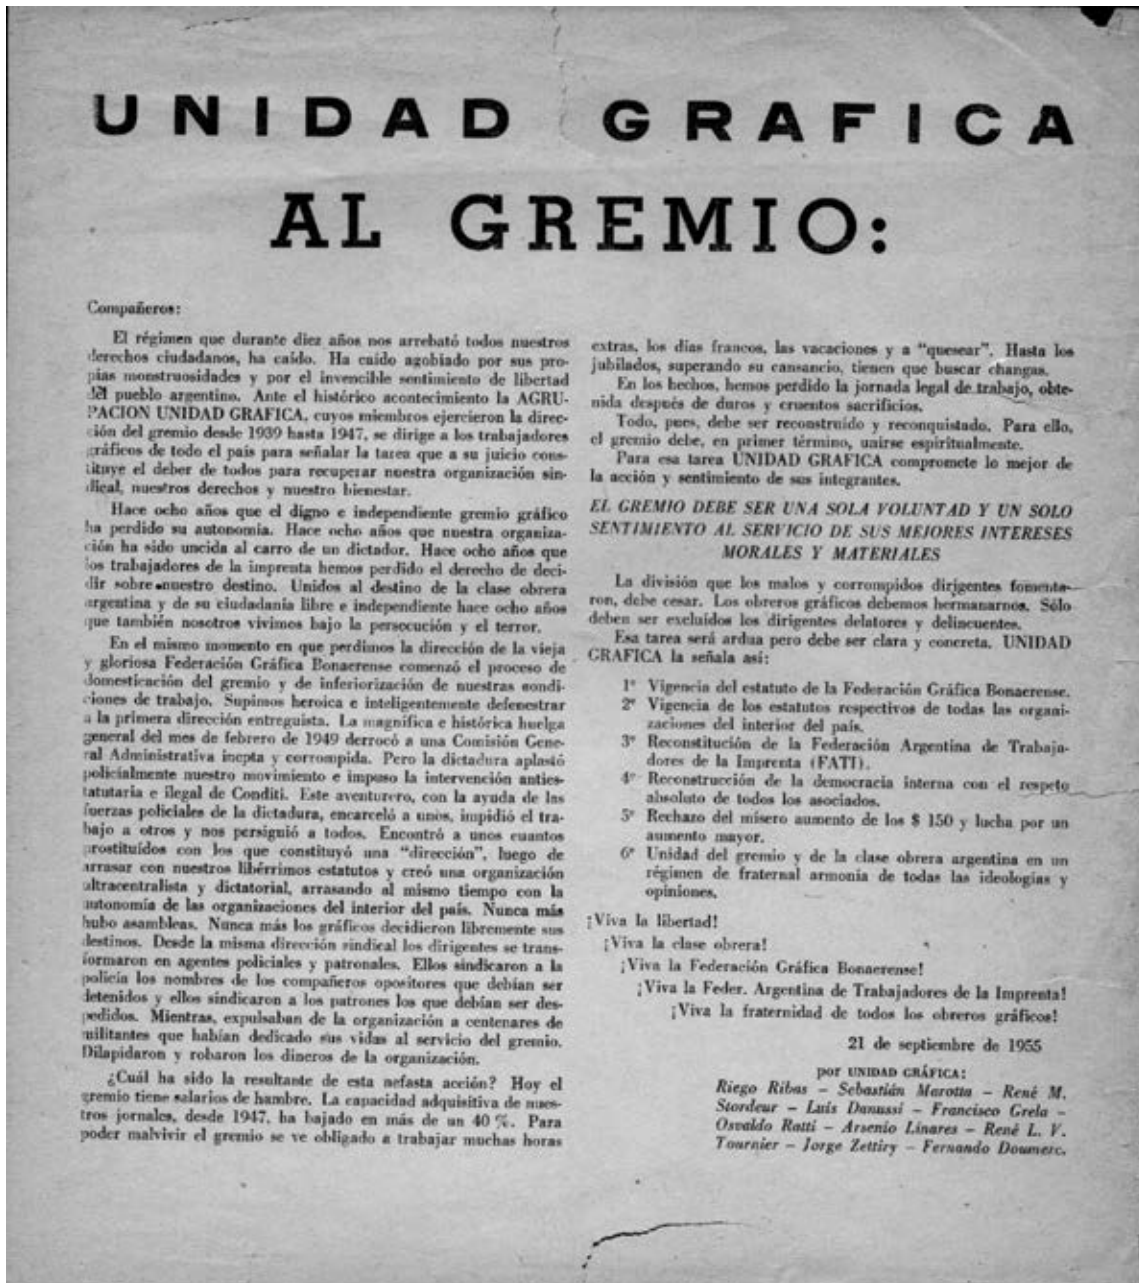 UNIDAD GRAFICA
AL GREMIO:
Compañeros:
El régimen que durante diez años nos arrebató todos nuestros
derechos ciudadanos, ha caído. Ha caído agobiado por sus pro-
pias monstruosidades y por el invencible sentimiento de libertad
del pueblo argentino. Ante el histórico acontecimiento la AGRU-
PACION UNIDAD GRAFICA, cuyos miembros ejercieron la direc-
ción del gremio desde 1939 hasta 1947, se dirige a los trabajadores
gráficos de todo el país para señalar la tarea que a su juicio cons-
tituye el deber de todos para recuperar nuestra organización sin-
dical, nuestros derechos y nuestro bienestar.
Hace ocho años que el digno e independiente gremio gráfico
ha perdido su autonomía. Hace ocho años que nuestra organiza-
ción ha sido uncida al carro de un dictador. Hace ocho años que
los trabajadores de la imprenta hemos perdido el derecho de deci-
dir sobre nuestro destino. Unidos al destino de la clase obrera
argentina y de su ciudadanía libre e independiente hace ocho años
que también nosotros vivimos bajo la persecución y el terror.
En el mismo momento en que perdimos la dirección de la vieja
y gloriosa Federación Gráfica Bonaerense comenzó el proceso de
domesticación del gremio y de inferiorización de nuestras condi-
ciones de trabajo. Supimos heroica e inteligentemente defenestrar
a la primera dirección entreguista. La magnífica e histórica huelga
general del mes de febrero de 1949 derrocó a una Comisión Gene-
ral Administrativa inepta y corrompida. Pero la dictadura aplastó
policialmente nuestro movimiento e impuso la intervención anties-
tatutaria e ilegal de Conditi. Este aventurero, con la ayuda de las
fuerzas policiales de la dictadura, encarceló a unos, impidió el tra-
bajo a otros y nos persiguió a todos. Encontró a unos cuantos
prostituídos con los que constituyó una "dirección", luego de
arrasar con nuestros libérrimos estatutos y creó una organización
ultracentralista y dictatorial, arrasando al mismo tiempo con la
autonomía de las organizaciones del interior del país. Nunca más
hubo asambleas. Nunca más los gráficos decidieron libremente sus
destinos. Desde la misma dirección sindical los dirigentes se trans-
formaron en agentes policiales y patronales. Ellos sindicaron a la
policía los nombres de los compañeros opositores que debían ser
detenidos y ellos sindicaron a los patrones los que debían ser des-
pedidos. Mientras, expulsaban de la organización a centenares de
militantes que habían dedicado sus vidas al servicio del gremio.
Dilapidaron y robaron los dineros de la organización.
¿Cuál ha sido la resultante de esta nefasta acción? Hoy el
gremio tiene salarios de hambre. La capacidad adquisitiva de nues-
tros jornales, desde 1947, ha bajado en más de un 40 %. Para
poder malvivir el gremio se ve obligado a trabajar muchas horas
extras, los días francos, las vacaciones y a "quesear". Hasta los
jubilados, superando su cansancio, tienen que buscar changas.
En los hechos, hemos perdido la jornada legal de trabajo, obte-
nida después de duros y cruentos sacrificios.
Todo, pues, debe ser reconstruído y reconquistado. Para ello,
el gremio debe, en primer término, unirse espiritualmente.
Para esa tarea UNIDAD GRAFICA compromete lo mejor de
la acción y sentimiento de sus integrantes.
EL GREMIO DEBE SER UNA SOLA VOLUNTAD Y UN SOLO
SENTIMIENTO AL SERVICIO DE SUS MEJORES INTERESES
MORALES Y MATERIALES
La división que los malos y corrompidos dirigentes fomenta-
ron, debe cesar. Los obreros gráficos debemos hermanarnos. Sólo
deben ser excluídos los dirigentes delatores y delincuentes.
Esa tarea será ardua pero debe ser clara y concreta. UNIDAD
GRAFICA la señala así:
1º Vigencia del estatuto de la Federación Gráfica Bonaerense.
2º Vigencia de los estatutos respectivos de todas las organi-
zaciones del interior del país.
3º Reconstitución de la Federación Argentina de Trabaja-
dores de la Imprenta (FATI).
4º Reconstrucción de la democracia interna con el respeto
absoluto de todos los asociados.
5º Rechazo del mísero aumento de los $ 150 y lucha por un
aumento mayor.
6º Unidad del gremio y de la clase obrera argentina en un
régimen de fraternal armonía de todas las ideologías y
opiniones.
¡Viva la libertad!
¡Viva la clase obrera!
¡Viva la Federación Gráfica Bonaerense!
¡Viva la Feder. Argentina de Trabajadores de la Imprenta!
¡Viva la fraternidad de todos los obreros gráficos!
21 de septiembre de 1955
por UNIDAD GRÁFICA:
Riego Ribas – Sebastián Marotta – René M.
Stordeur – Luis Danussi – Francisco Grela –
Osvaldo Ratti – Arsenio Linares – René L. V.
Tournier – Jorge Zettiry – Fernando Doumerc.